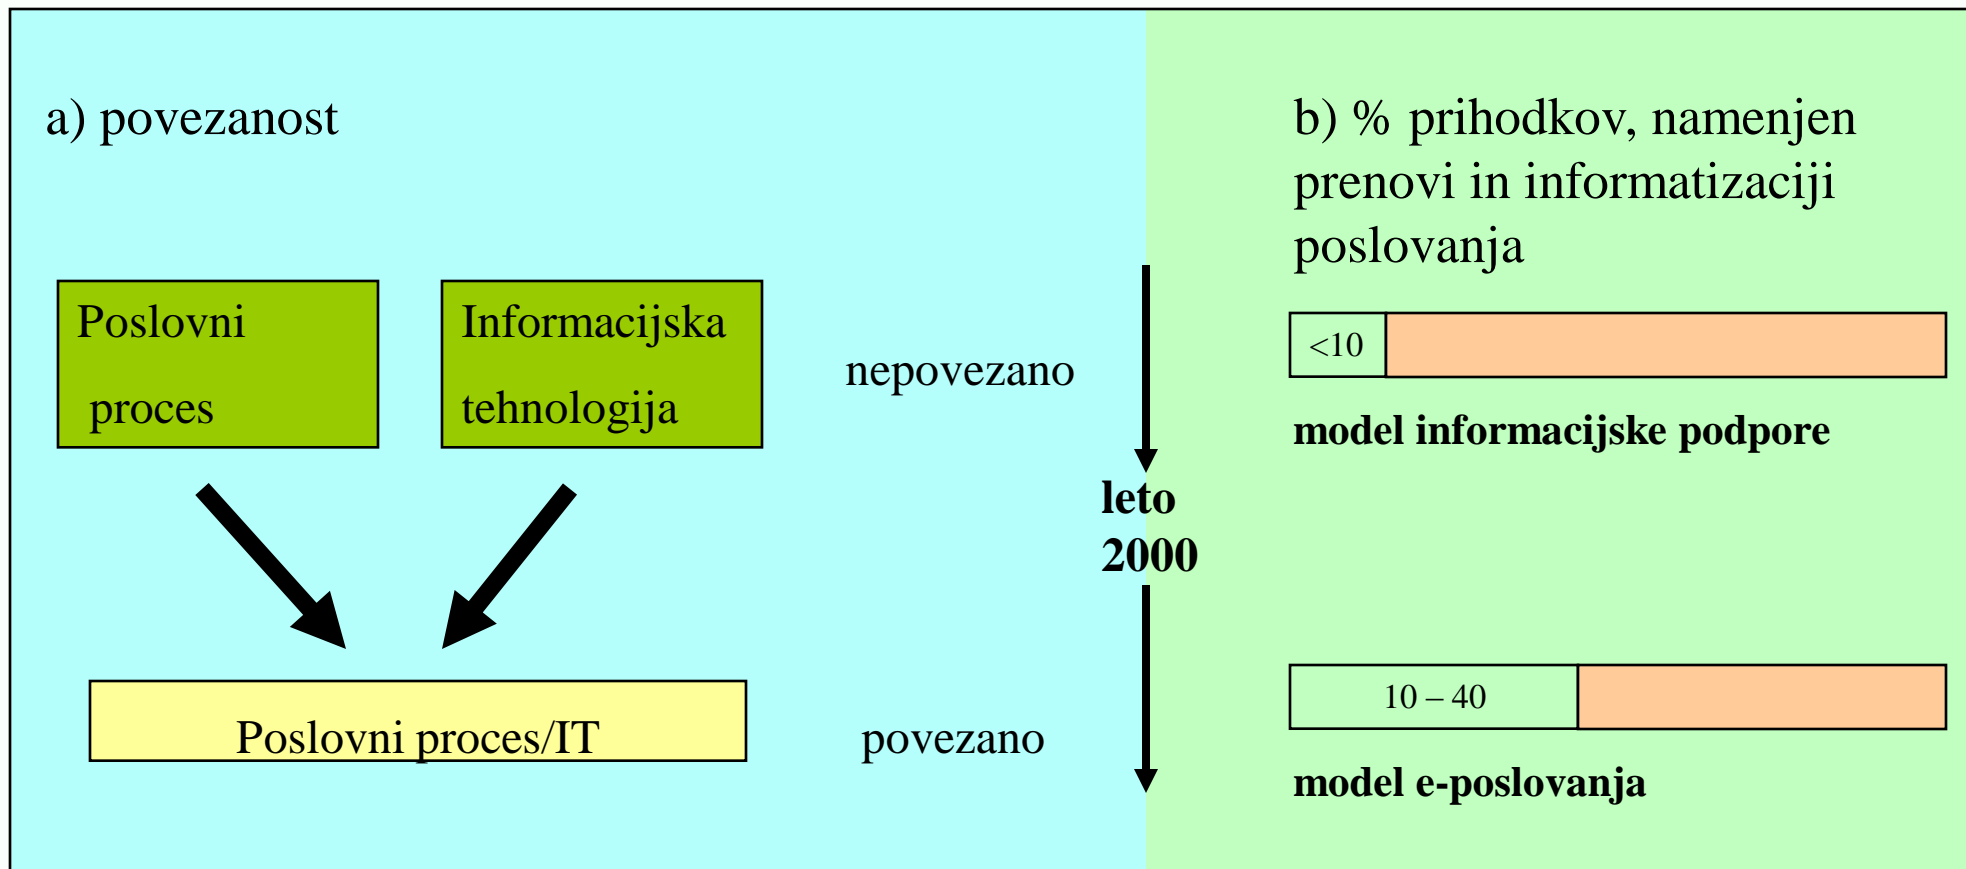 a) povezanost
b) % prihodkov, namenjen
prenovi in informatizaciji
poslovanja
Poslovni
proces
Informacijska
tehnologija
nepovezano
<10
model informacijske podpore
leto
2000
Poslovni proces/IT
povezano
10 – 40
model e-poslovanja